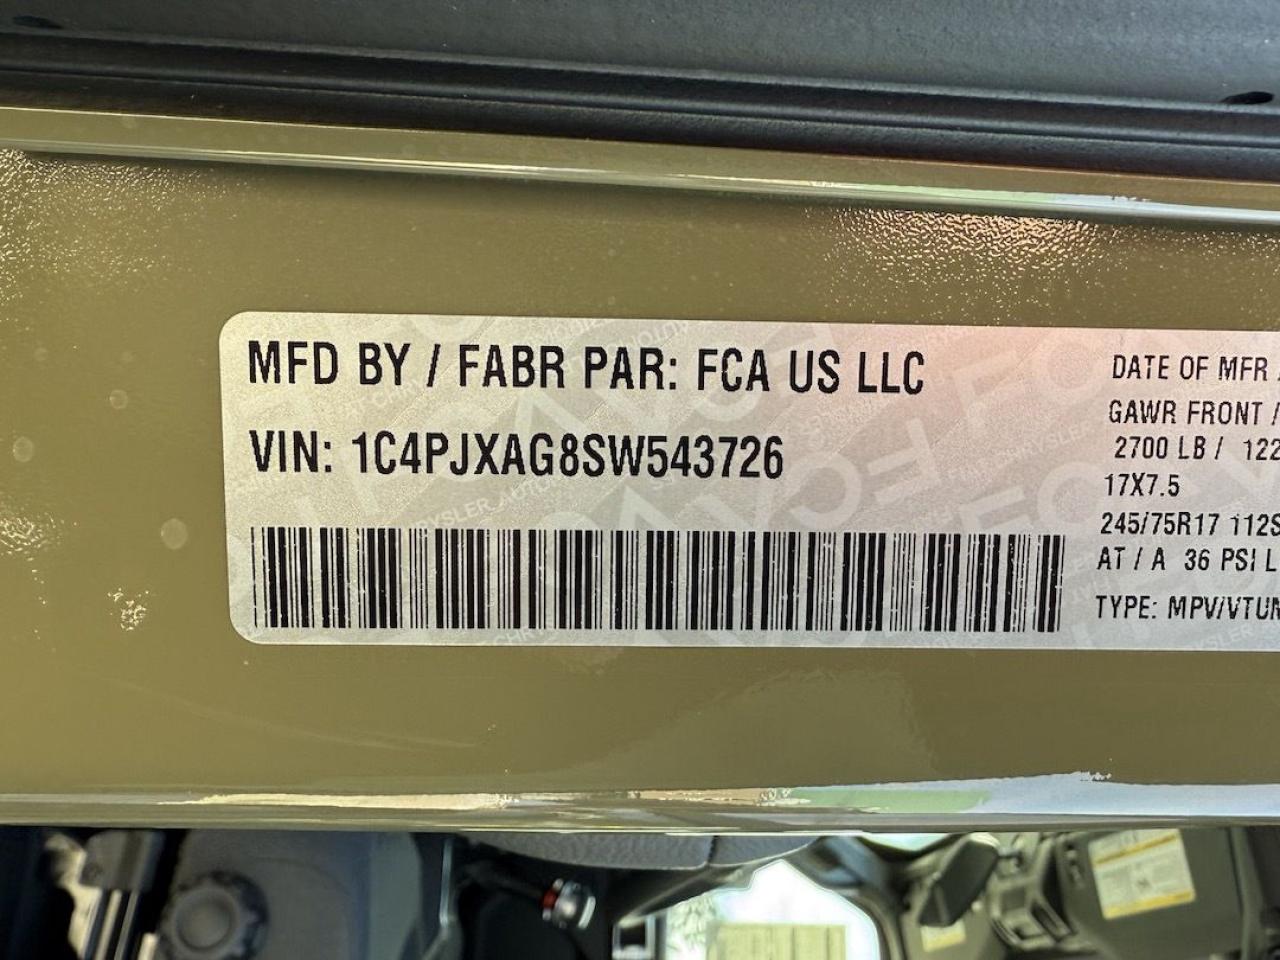 MFD BY / FABR PAR: FCA US LLC
VIN: 1C4PJXAG8SW543726
DATE OF MFR
GAWR FRONT /
2700 LB / 122
17X7.5
245/75R17 112S
AT / A 36 PSI
TYPE: MPV/VTUM